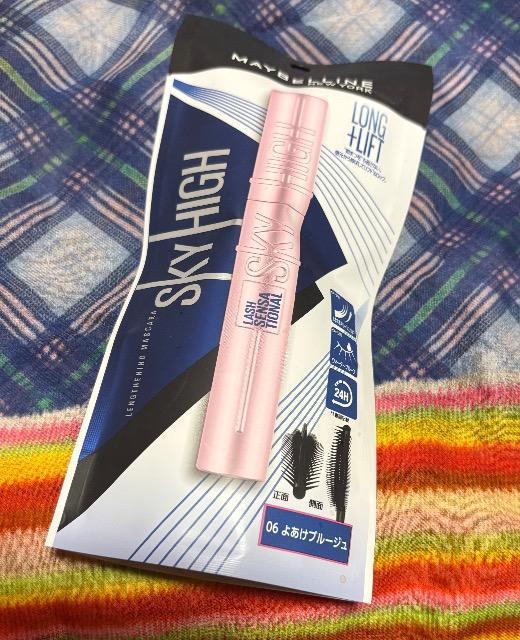 MAYBELLINE
NEW YORK
LONG
+LIFT
SKY HIGH
LENGTHENING MASCARA
SKY HIGH
LASH
SENSA
TIONAL
24H
正面
側面
06 よあけブルージュ